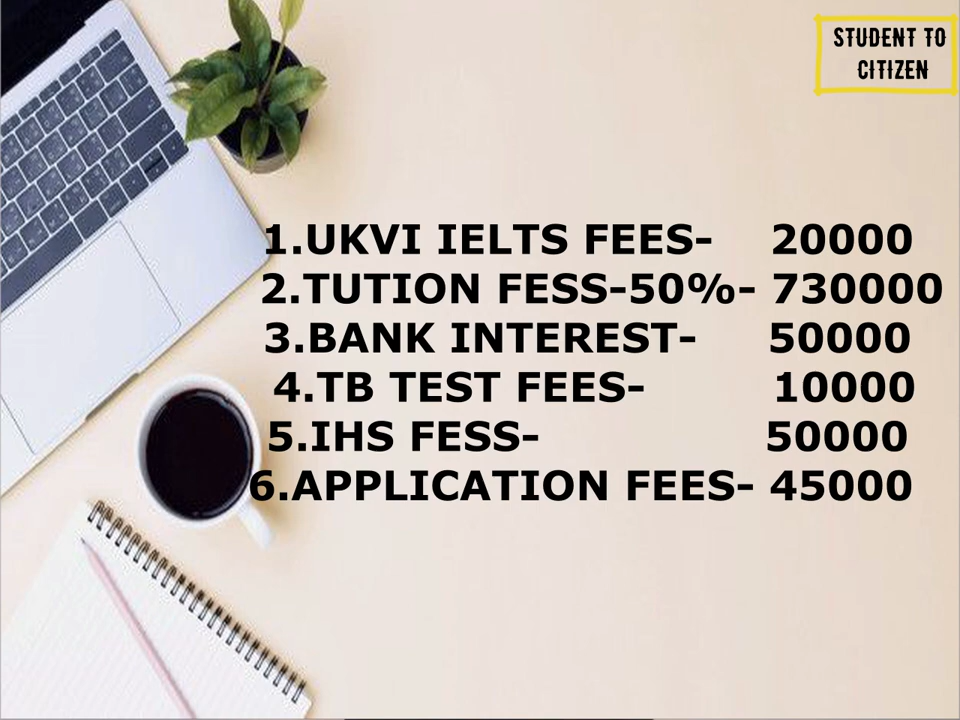 STUDENT TO
CITIZEN
1.UKVI IELTS FEES- 20000
2.TUTION FESS-50%- 730000
3.BANK INTEREST- 50000
4.TB TEST FEES- 10000
5.IHS FESS- 50000
6.APPLICATION FEES- 45000